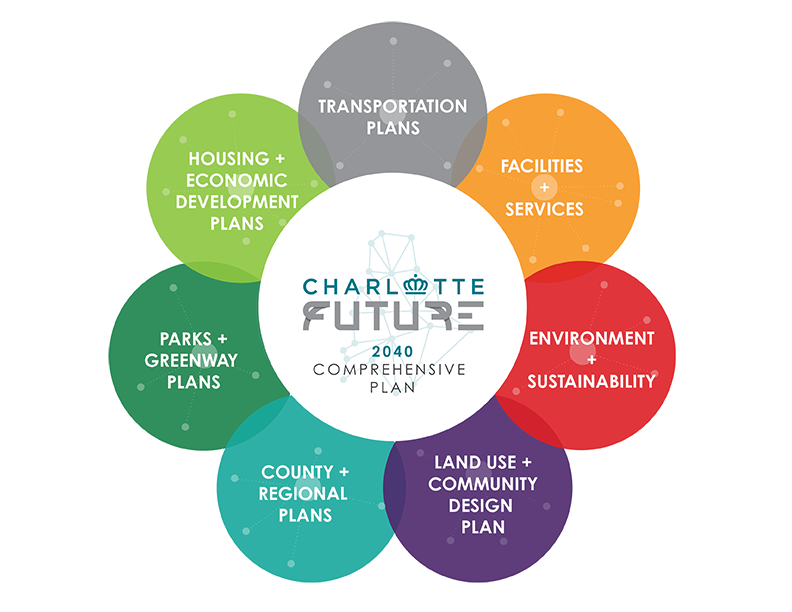 TRANSPORTATION
PLANS
FACILITIES
+
SERVICES
ENVIRONMENT
+
SUSTAINABILITY
LAND USE +
COMMUNITY
DESIGN
PLAN
COUNTY +
REGIONAL
PLANS
PARKS +
GREENWAY
PLANS
HOUSING +
ECONOMIC
DEVELOPMENT
PLANS
CHARLOTTE
FUTURE
2040
COMPREHENSIVE
PLAN